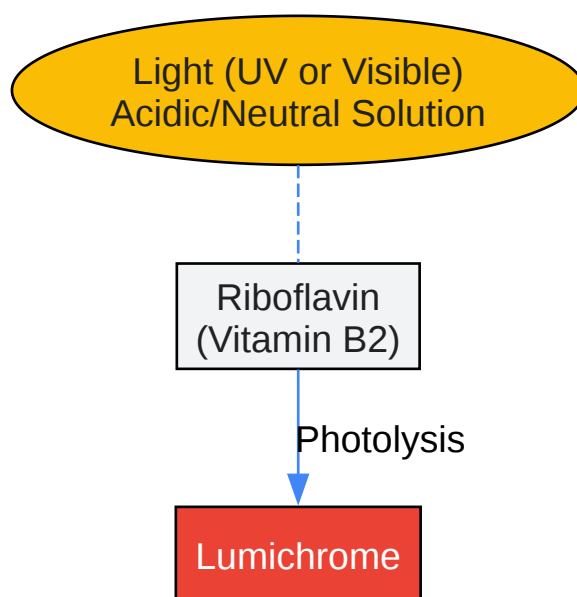 Light (UV or Visible)
Acidic/Neutral Solution
Riboflavin
(Vitamin B2)
Photolysis
Lumichrome